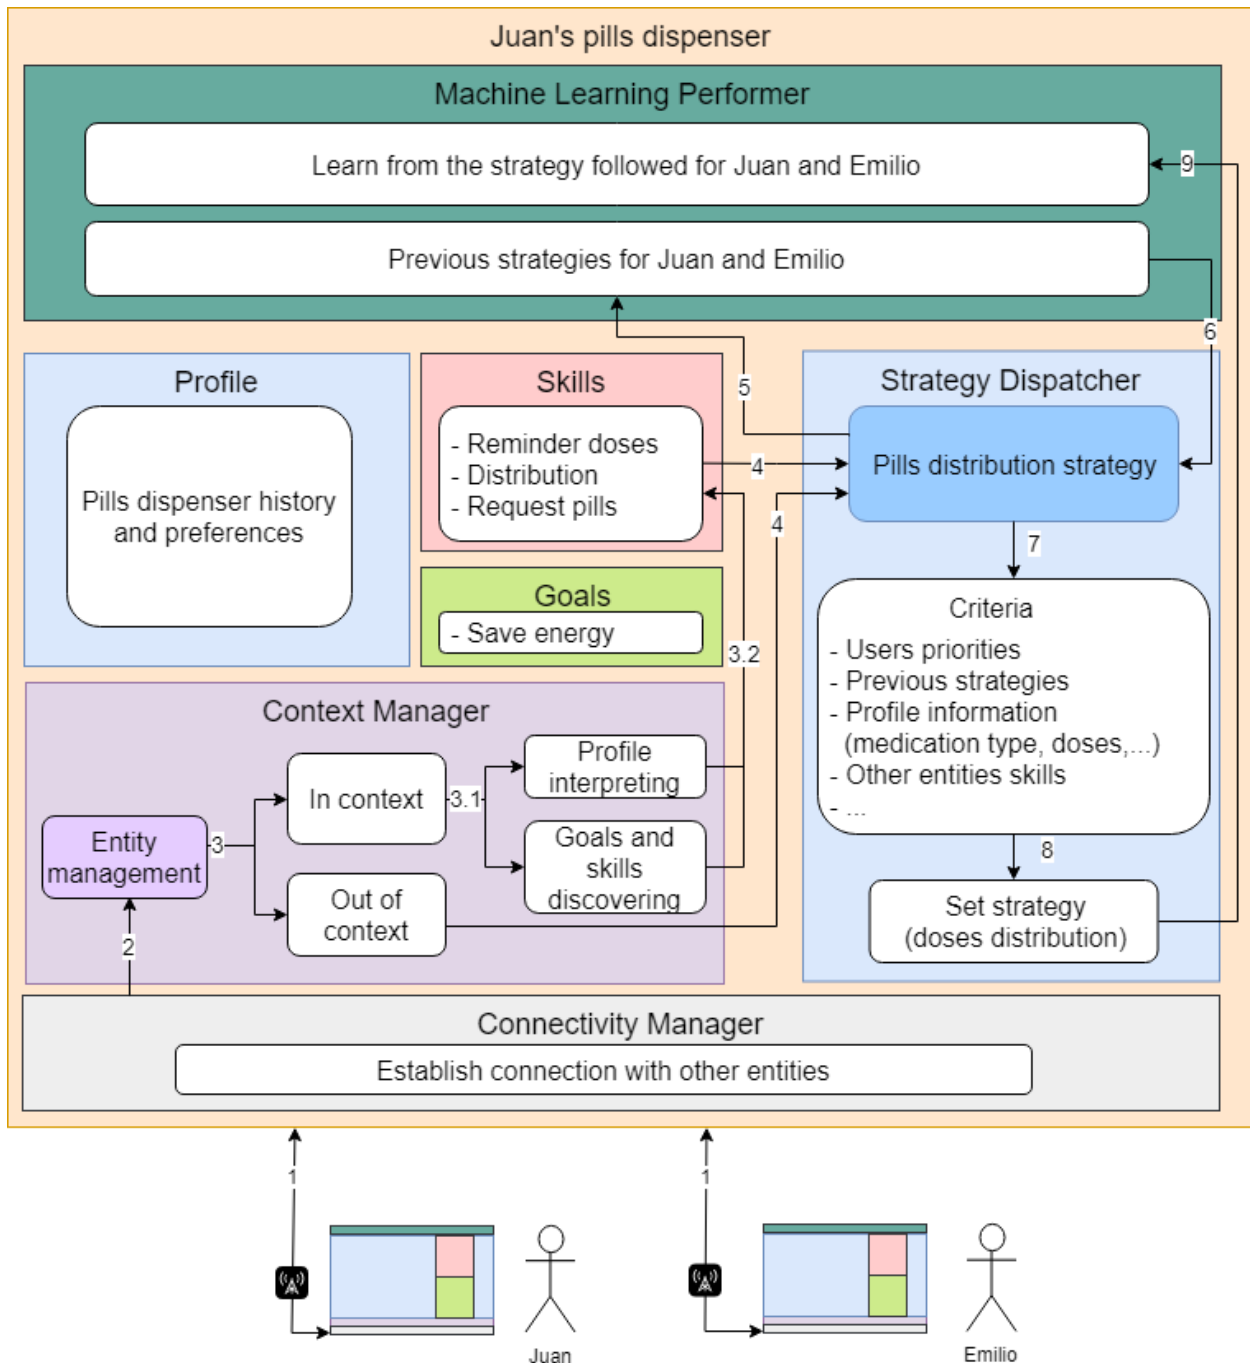 Juan's pills dispenser
Machine Learning Performer
Learn from the strategy followed for Juan and Emilio
9
Previous strategies for Juan and Emilio
6
5
Profile
Pills dispenser history
and preferences
Skills
- Reminder doses
- Distribution
- Request pills
4
4
Goals
- Save energy
3.2
Strategy Dispatcher
Pills distribution strategy
7
Criteria
- Users priorities
- Previous strategies
- Profile information
(medication type, doses,...)
- Other entities skills
- ...
8
Set strategy
(doses distribution)
Context Manager
Entity
management
3
In context
3.1
Profile
interpreting
Goals and
skills
discovering
Out of
context
2
Connectivity Manager
Establish connection with other entities
1
1
Juan
Emilio